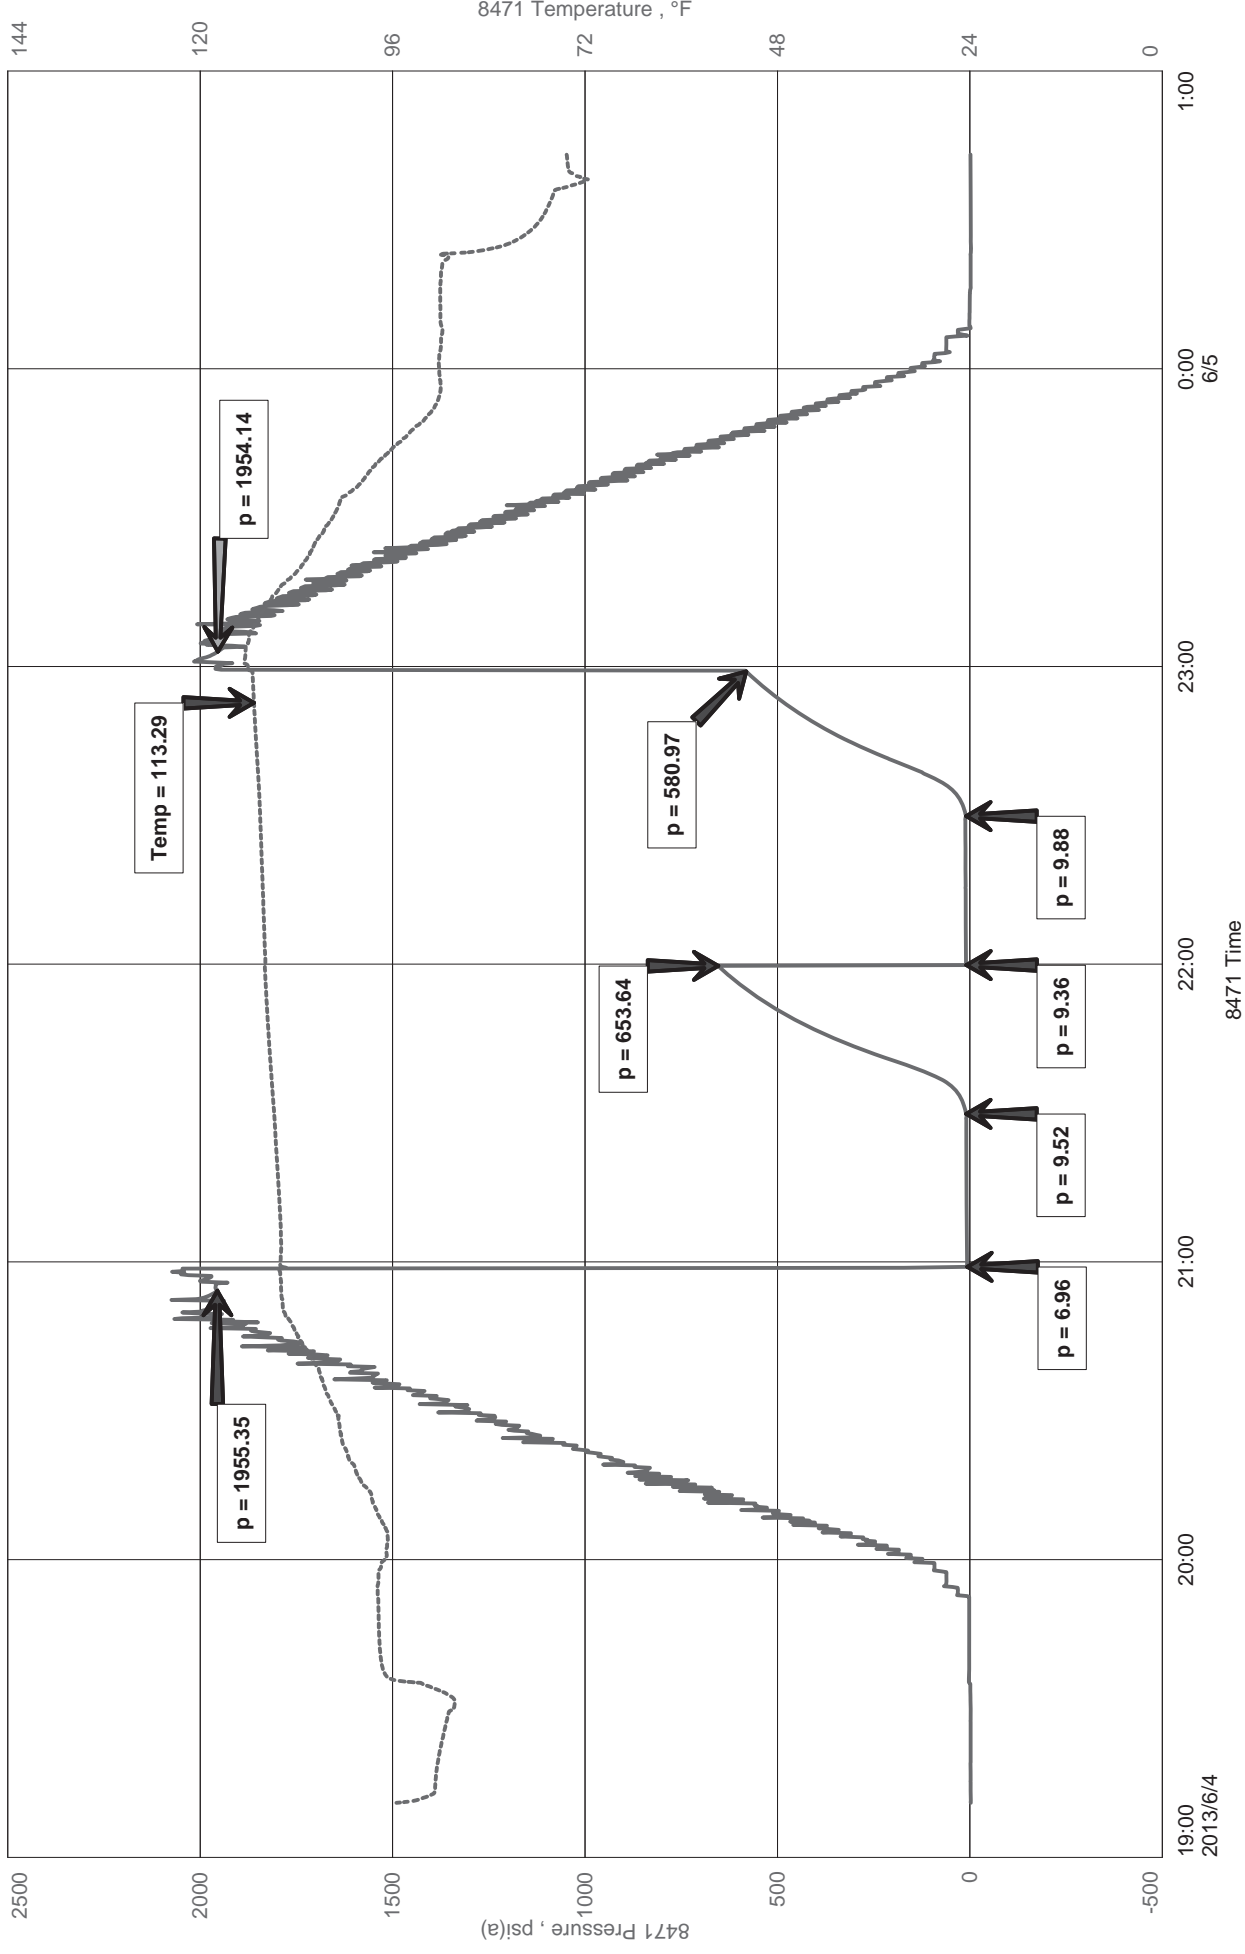 8471 Pressure , psi(a)
2500
2000
1500
1000
500
0
-500
8471 Temperature , °F
144
120
96
72
48
24
0
p = 1955.35
Temp = 113.29
p = 1954.14
p = 653.64
p = 580.97
p = 6.96
p = 9.52
p = 9.36
p = 9.88
19:00
20:00
21:00
22:00
23:00
0:00
1:00
2013/6/4
6/5
8471 Time